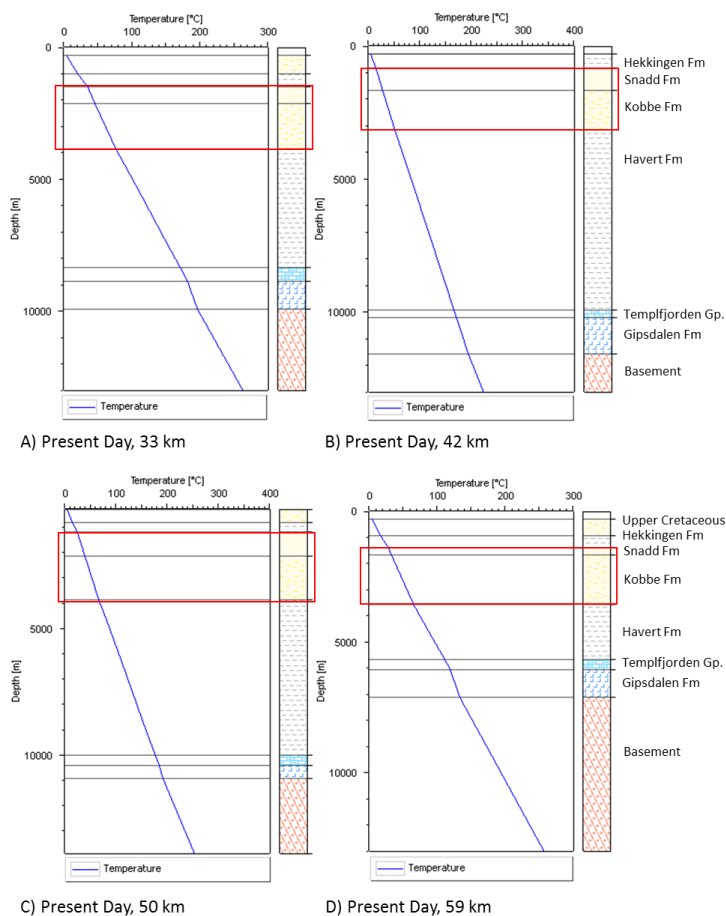 Temperature [°C]
0 100 200 300
0
5000
10000
Depth [m]
Temperature
A) Present Day, 33 km
Temperature [°C]
0 100 200 300 400
0
5000
10000
Depth [m]
Hekkingen Fm
Snadd Fm
Kobbe Fm
Havert Fm
Templfjorden Gp.
Gipsdalen Fm
Basement
Temperature
B) Present Day, 42 km
Temperature [°C]
0 100 200 300 400
5000
10000
Depth [m]
Temperature
C) Present Day, 50 km
Temperature [°C]
0 100 200 300
0
5000
10000
Depth [m]
Upper Cretaceous
Hekkingen Fm
Snadd Fm
Kobbe Fm
Havert Fm
Templfjorden Gp.
Gipsdalen Fm
Basement
Temperature
D) Present Day, 59 km